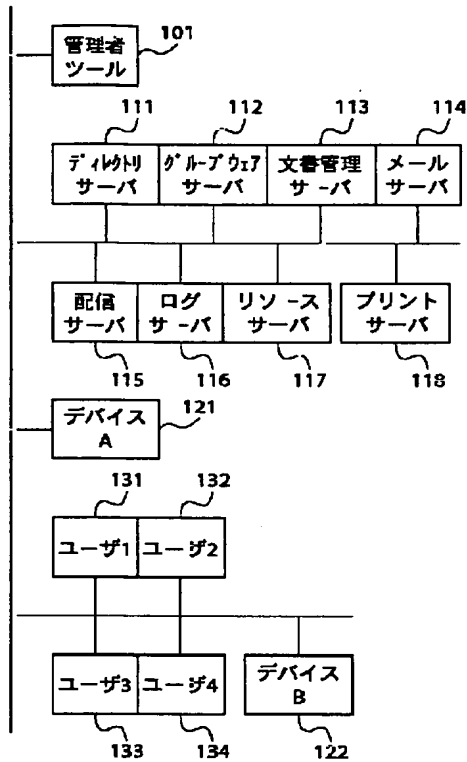 101
管理者
ツール
111
112
113
114
ディレクトリ
サーバ
グループウェア
サーバ
文書管理
サーバ
メール
サーバ
配信
サーバ
ログ
サーバ
リソース
サーバ
プリント
サーバ
115
116
117
118
デバイス
A
121
131
132
ユーザ1
ユーザ2
ユーザ3
ユーザ4
デバイス
B
133
134
122